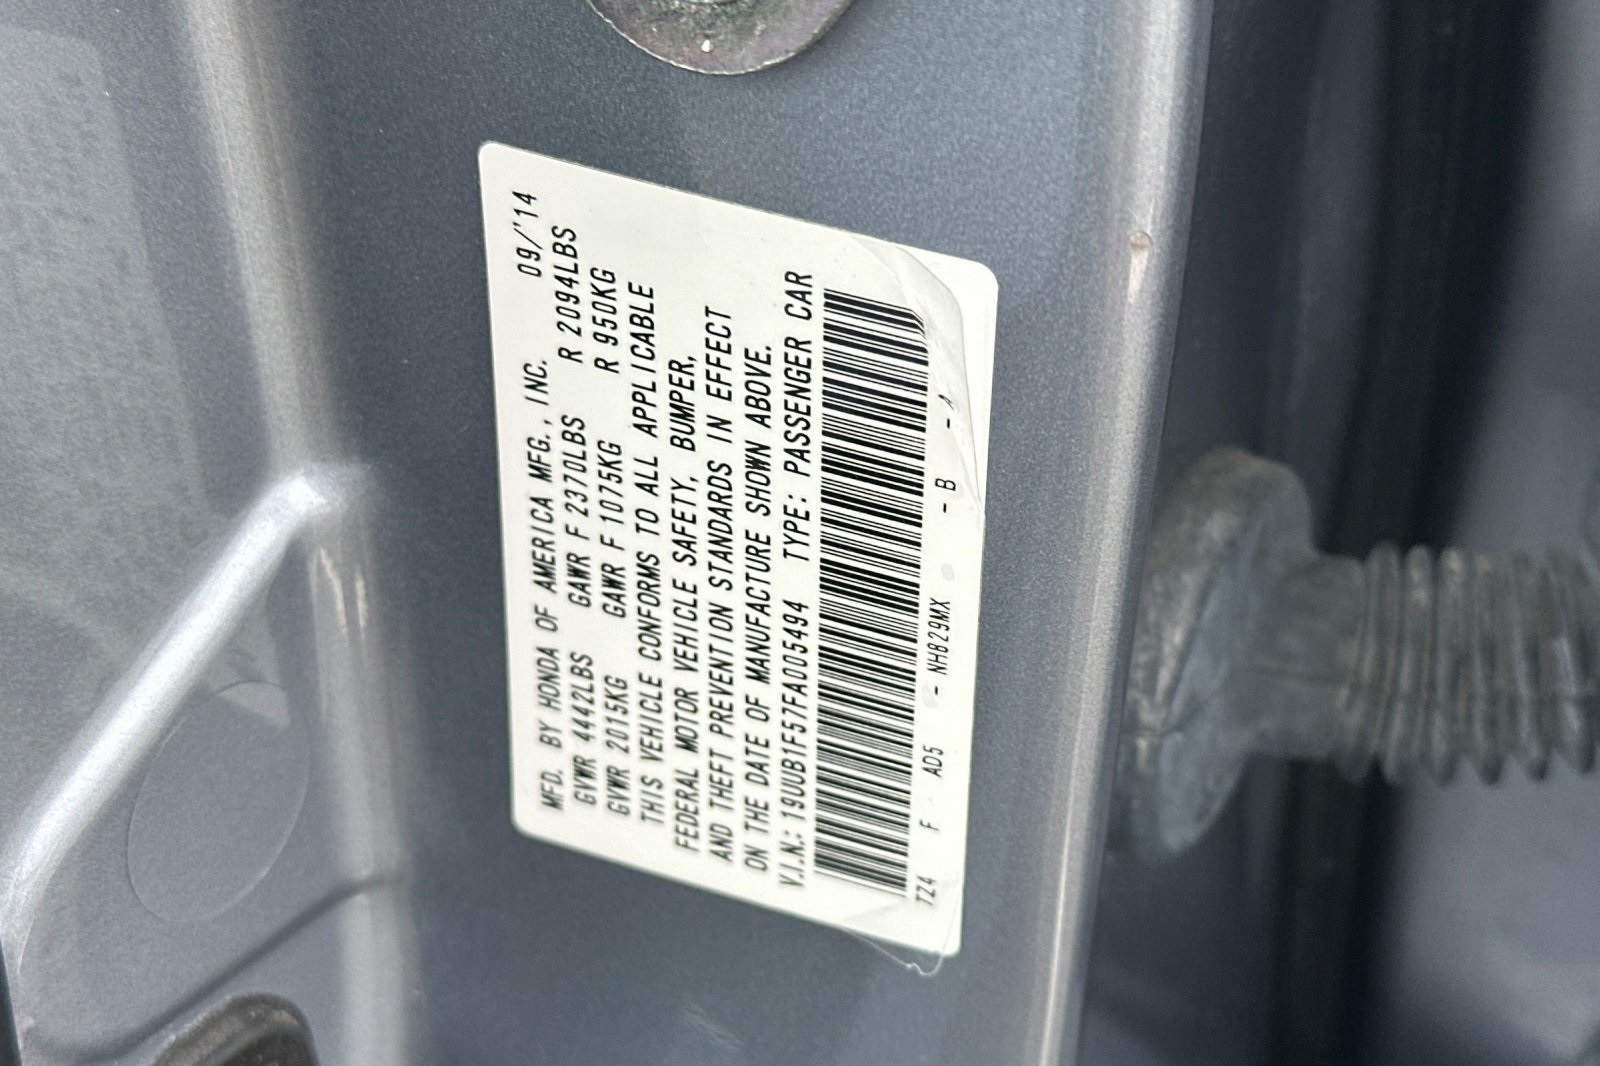 MFD. BY HONDA OF AMERICA MFG., INC. 09/'14
GVWR 4442LBS GAWR F 2370LBS R 2094LBS
GVWR 2015KG GAWR F 1075KG R 950KG
THIS VEHICLE CONFORMS TO ALL APPLICABLE
FEDERAL MOTOR VEHICLE SAFETY, BUMPER,
AND THEFT PREVENTION STANDARDS IN EFFECT
ON THE DATE OF MANUFACTURE SHOWN ABOVE.
V.I.N.: 19UUB1F57FA005494 TYPE: PASSENGER CAR
TZ4 F AD5 - NH829MX - B - A